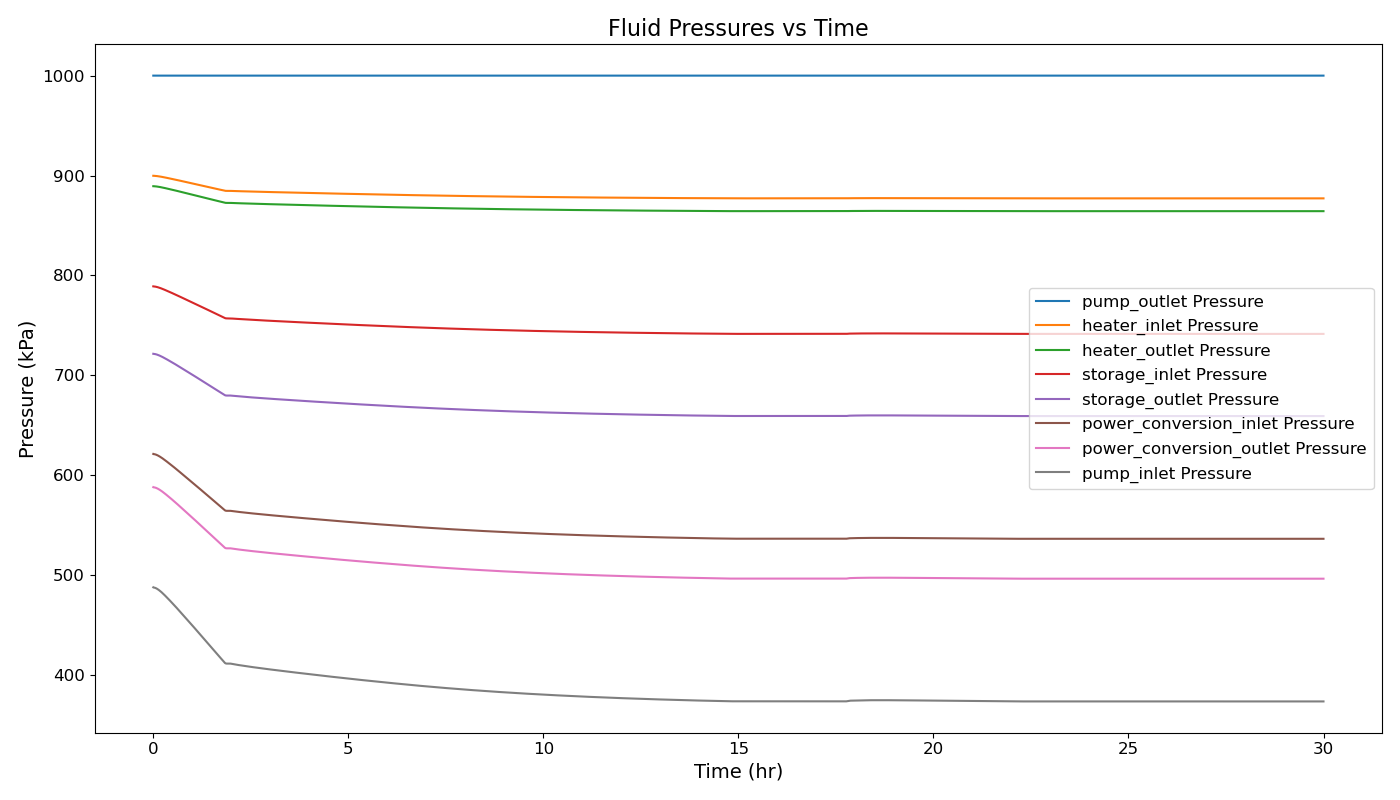 Fluid Pressures vs Time
Pressure (kPa)
1000
900
800
700
600
500
400
pump_outlet Pressure
heater_inlet Pressure
heater_outlet Pressure
storage_inlet Pressure
storage_outlet Pressure
power_conversion_inlet Pressure
power_conversion_outlet Pressure
pump_inlet Pressure
0 5 10 15 20 25 30
Time (hr)